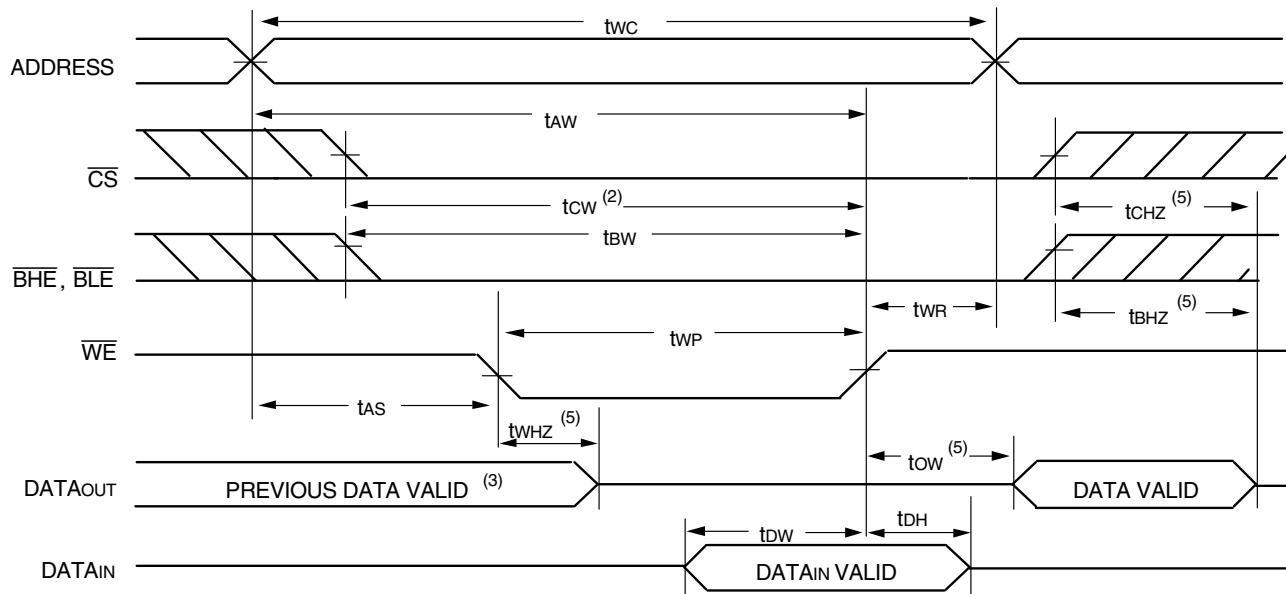 tWC
ADDRESS
tAW
CS
tCW (2)
tCHZ (5)
tBW
BHE, BLE
tWR
tBHZ (5)
tWP
WE
tAS
tWHZ (5)
tOW (5)
DATAOUT
PREVIOUS DATA VALID (3)
DATA VALID
tDW
tDH
DATAIN
DATAIN VALID